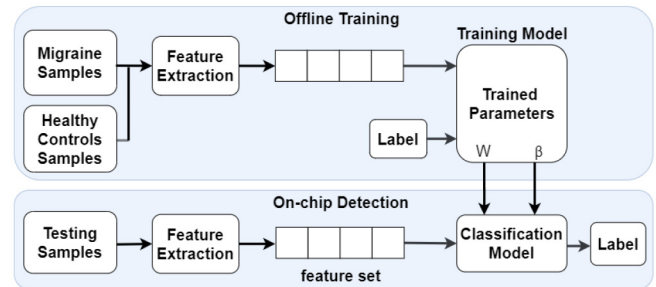 Offline Training
Migraine
Samples
Feature
Extraction
Training Model
Trained
Parameters
Healthy
Controls
Samples
Label
W β
On-chip Detection
Testing
Samples
Feature
Extraction
feature set
Classification
Model
Label